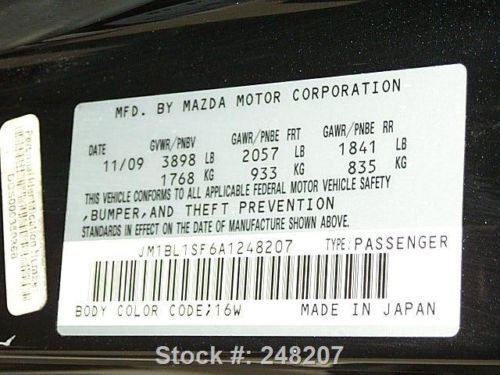 MFD. BY MAZDA MOTOR CORPORATION
GVWR/PNBV GAWR/PNBE FRT GAWR/PNBE RR
11/09 3898 LB 2057 LB 1841 LB
1768 KG 933 KG 835 KG
THIS VEHICLE CONFORMS TO ALL APPLICABLE FEDERAL MOTOR VEHICLE SAFETY
,BUMPER,AND THEFT PREVENTION
STANDARDS IN EFFECT ON THE DATE OF MANUFACTURE SHOWN ABOVE.
JM1BL1SF6A1248207 TYPE:PASSENGER
BODY COLOR CODE;16W MADE IN JAPAN
Stock #: 248207